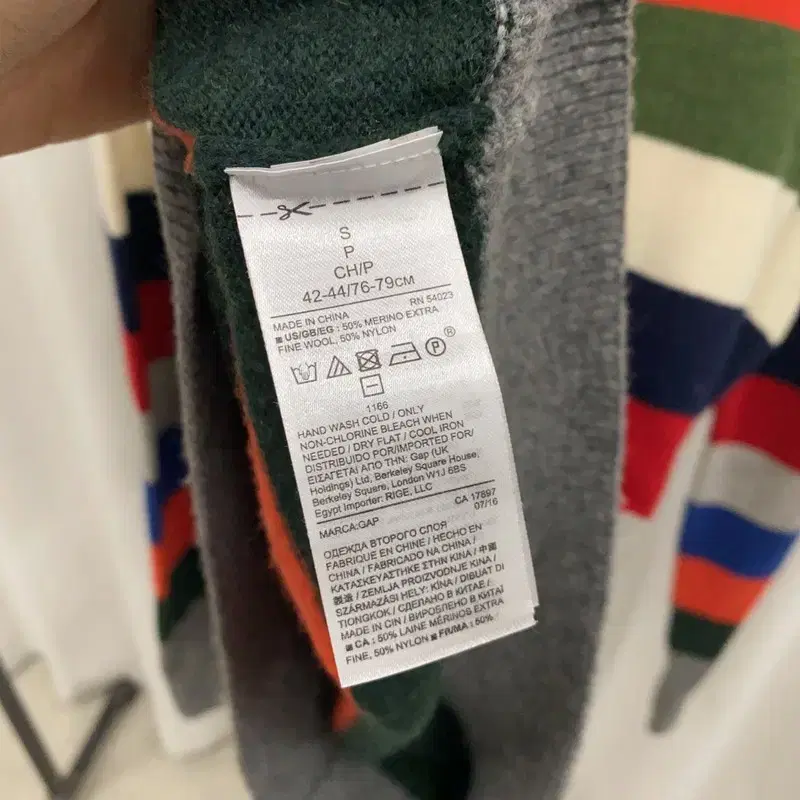 S
P
CH/P
42-44/76-79CM
MADE IN CHINA RN 54023
■ US/GB/EG : 50% MERINO EXTRA
FINE WOOL, 50% NYLON
P ®
1166
HAND WASH COLD / ONLY
NON-CHLORINE BLEACH WHEN
NEEDED / DRY FLAT / COOL IRON
DISTRIBUIDO POR/IMPORTED FOR/
ΕΙΣΑΓΕΤΑΙ ΑΠΟ ΤΗΝ: Gap (UK
Holdings) Ltd, Berkeley Square House,
Berkeley Square, London W1J 6BS
Egypt Importer: RIGE, LLC
CA 17897
MARCA:GAP 07/16
ОДЕЖДА ВТОРОГО СЛОЯ
FABRIQUÉ EN CHINE / HECHO EN
CHINA / FABRICADO NA CHINA /
ΚΑΤΑΣΚΕΥΑΣΤΗΚΕ ΣΤΗΝ ΚΙΝΑ / 中國
製造 / ZEMLJA PROIZVODNJE KINA /
SZÁRMAZÁSI HELY: KÍNA / DIBUAT DI
TIONGKOK / СДЕЛАНО В КИТАЕ /
MADE IN CIN / ВИРОБЛЕНО В КИТАЇ
■ CA : 50% LAINE MÉRINOS EXTRA
FINE, 50% NYLON ■ 50%